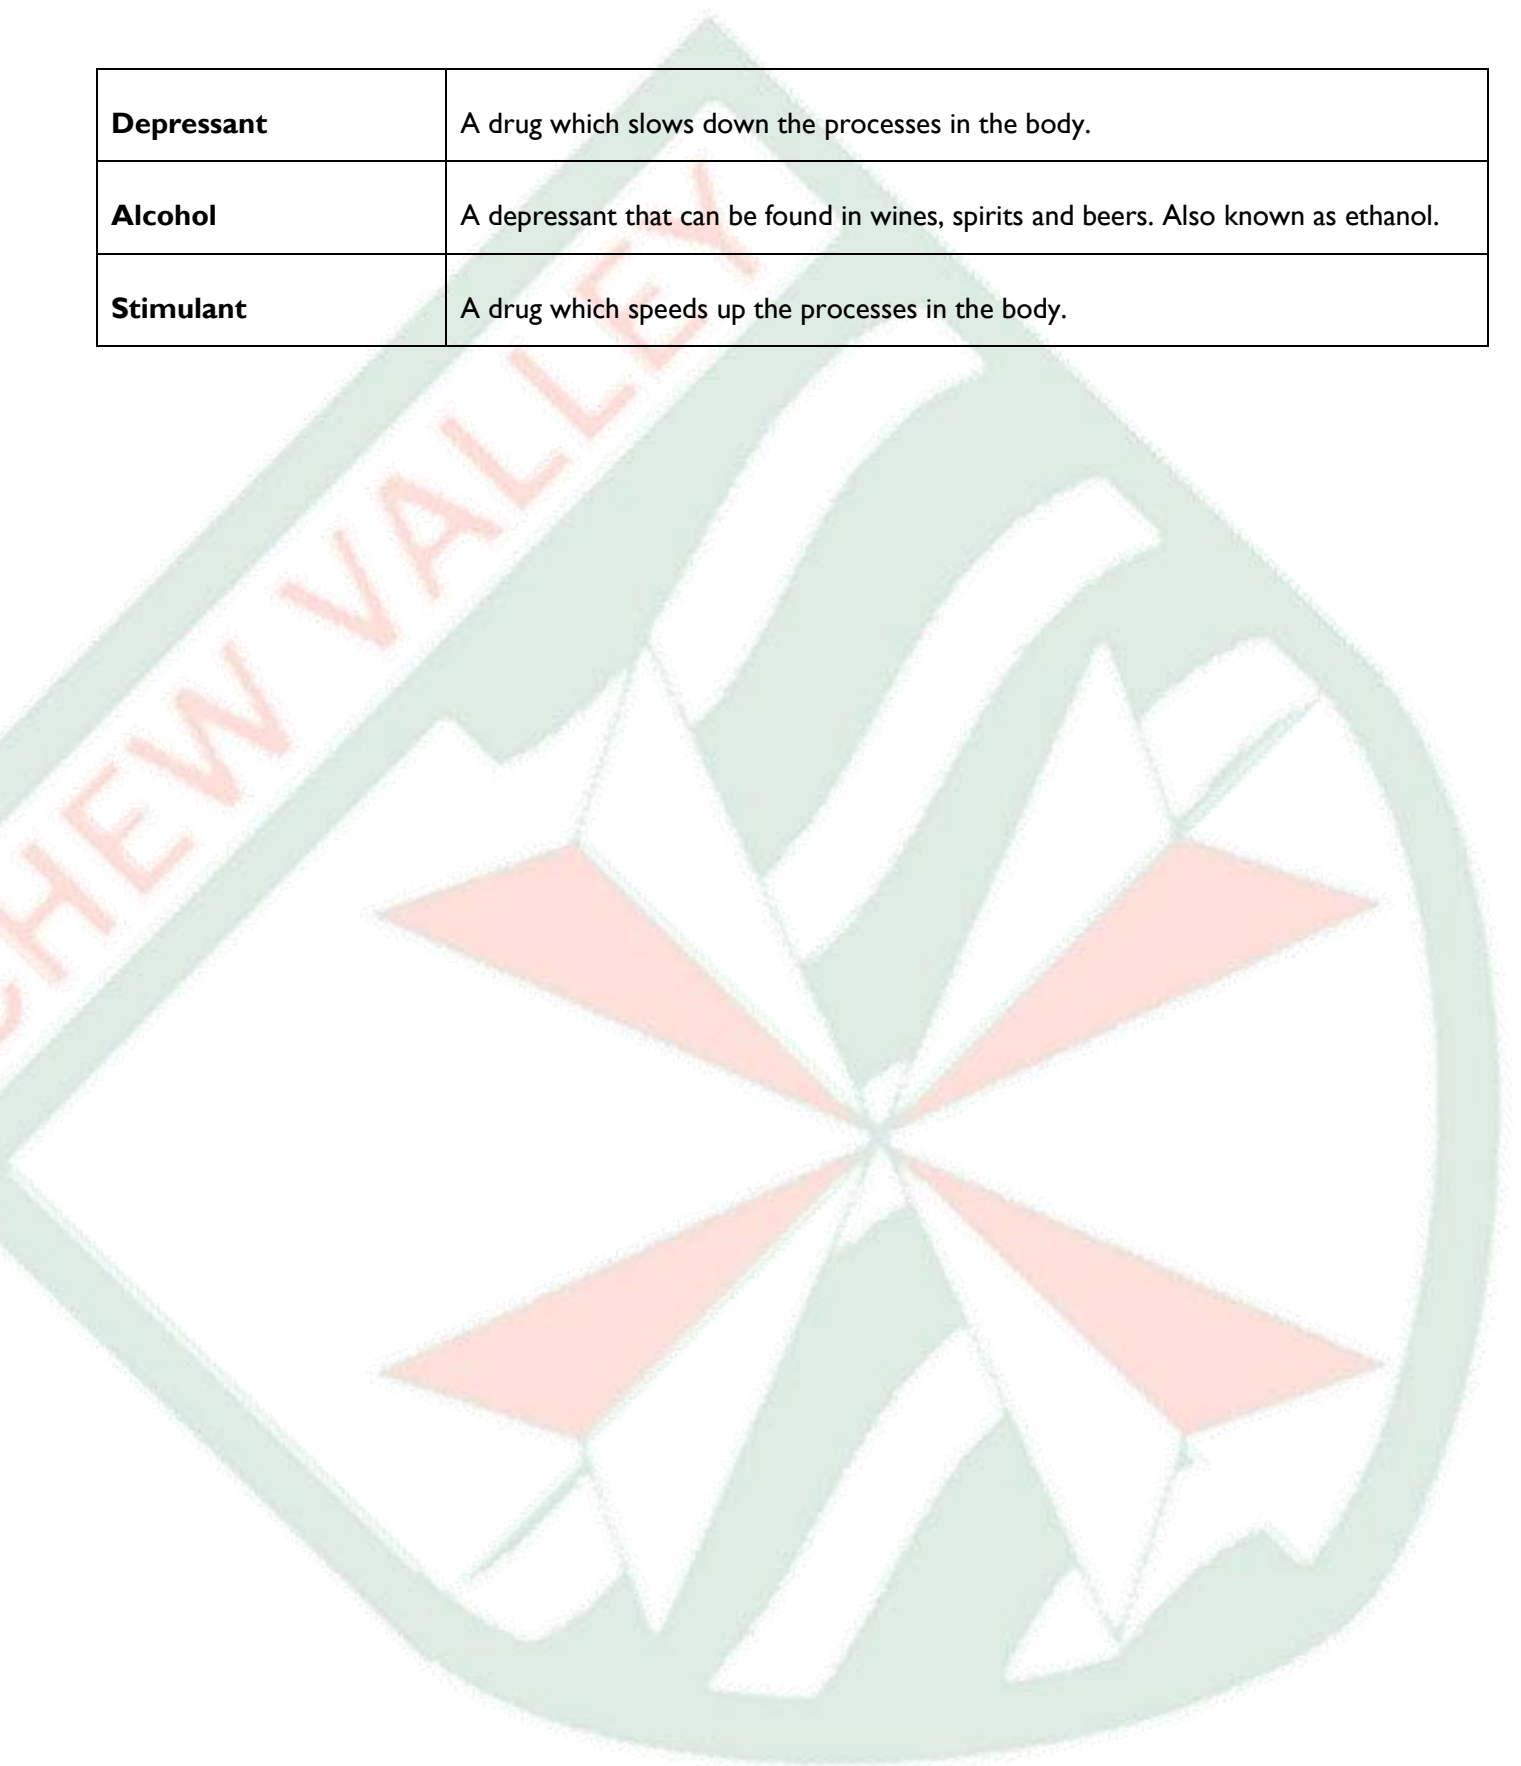 Depressant
A drug which slows down the processes in the body.
Alcohol
A depressant that can be found in wines, spirits and beers. Also known as ethanol.
Stimulant
A drug which speeds up the processes in the body.
CHEW VALLEY